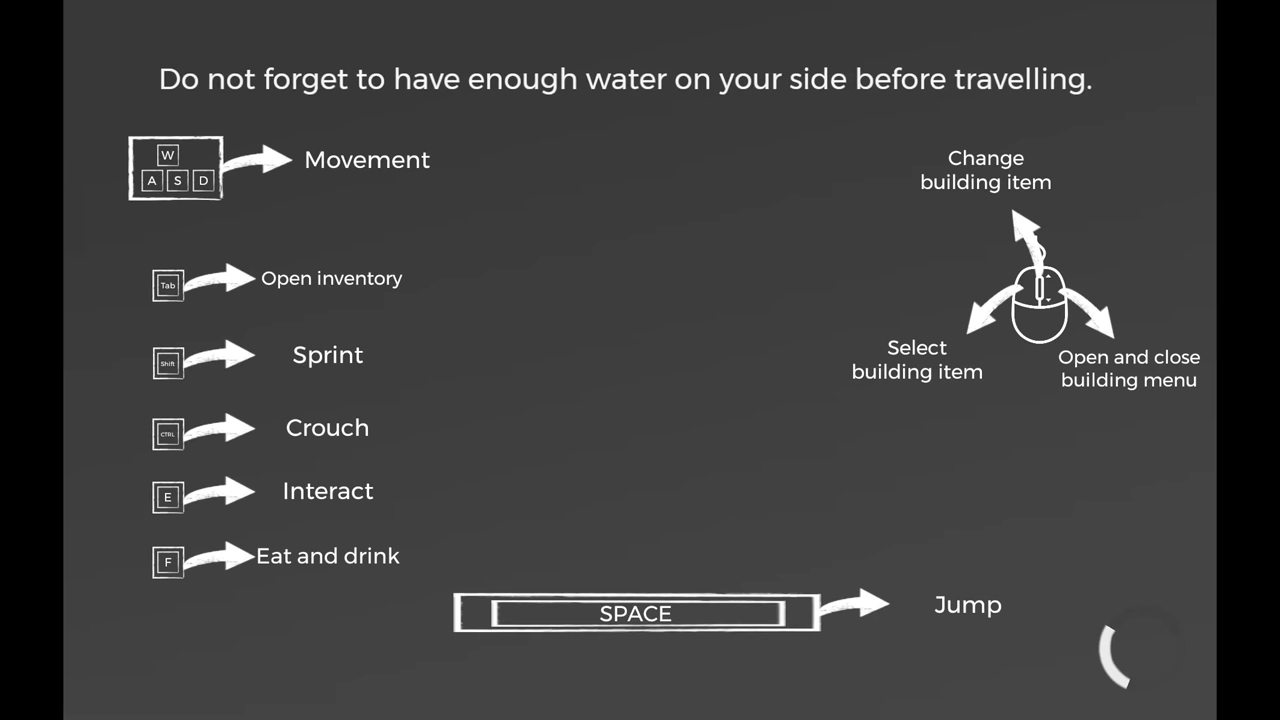 Do not forget to have enough water on your side before travelling.
W
A S D
Movement
Change
building item
Tab
Open inventory
Shift
Sprint
Select
building item
Open and close
building menu
CTRL
Crouch
E
Interact
F
Eat and drink
SPACE
Jump